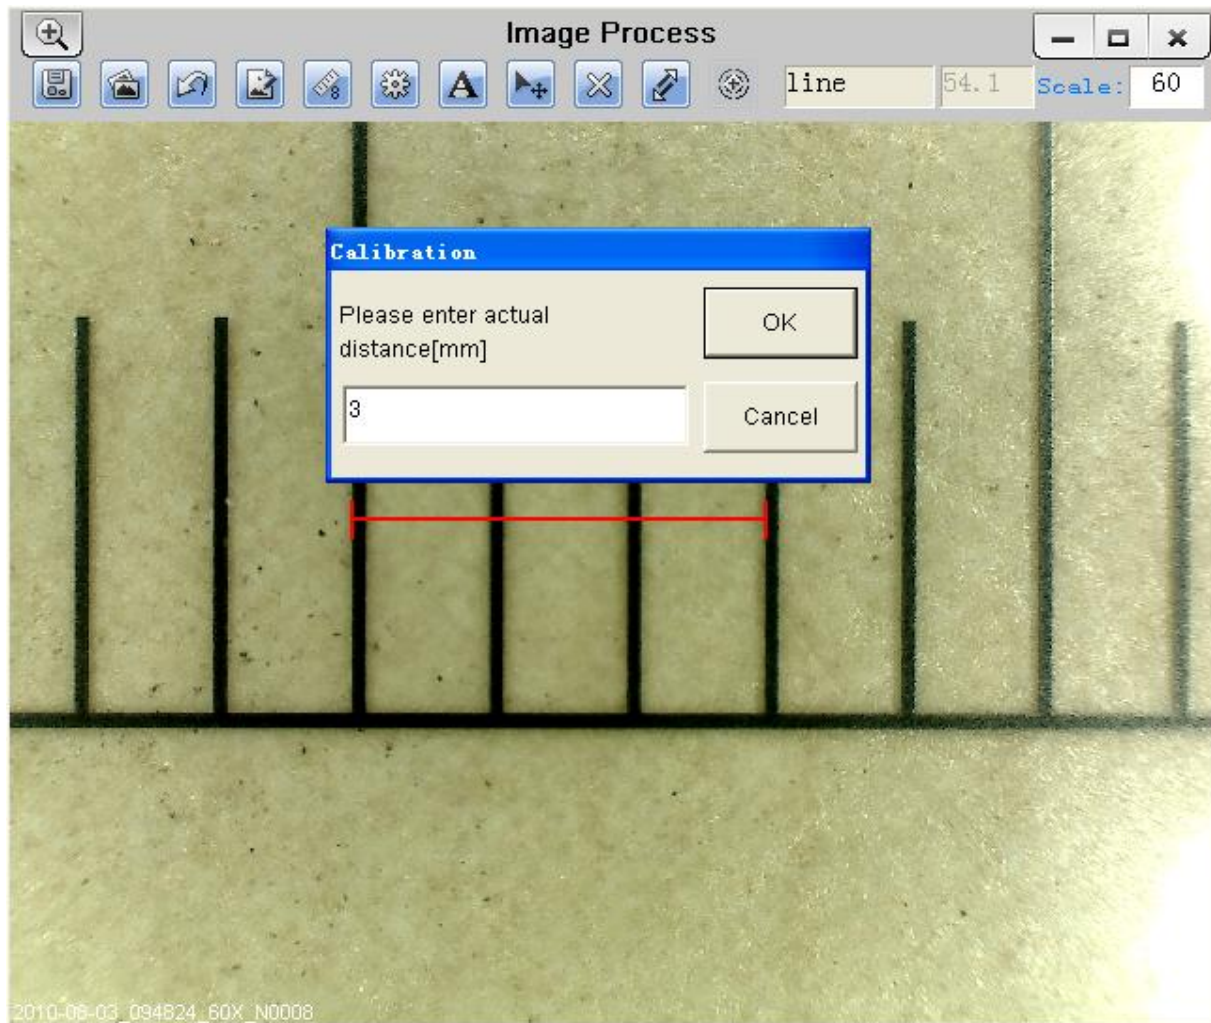 Image Process
8
A
line
54.1
Scale:
60
Calibration
Please enter actual
distance[mm]
OK
3
Cancel
2010-08-03_094824_60X_N0008